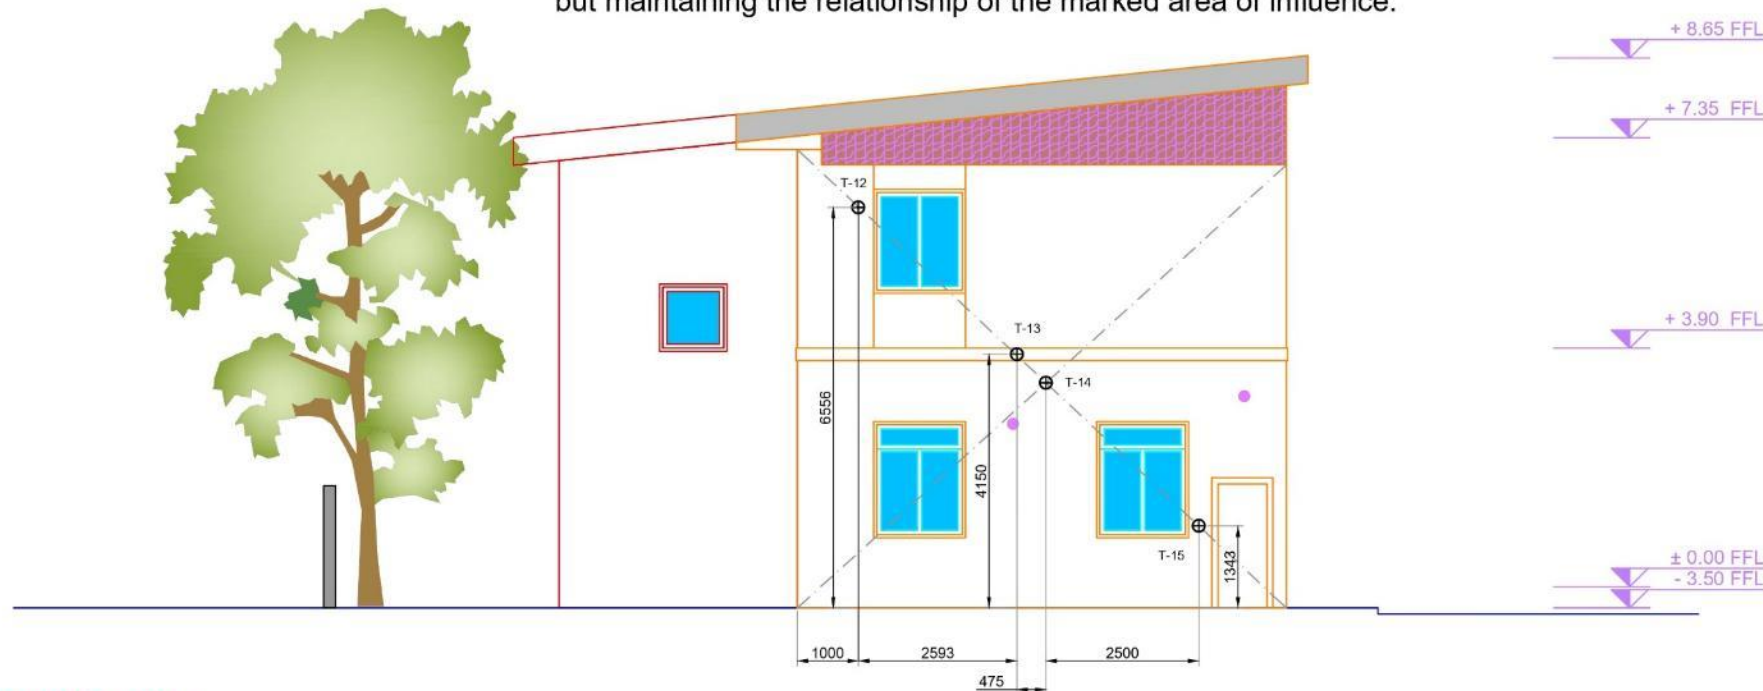 but maintaining the relationship of the marked area of influence.
+ 8.65 FFL
+ 7.35 FFL
T-12
+ 3.90 FFL
T-13
T-14
6556
4150
T-15
1343
± 0.00 FFL
- 3.50 FFL
1000
2593
2500
475